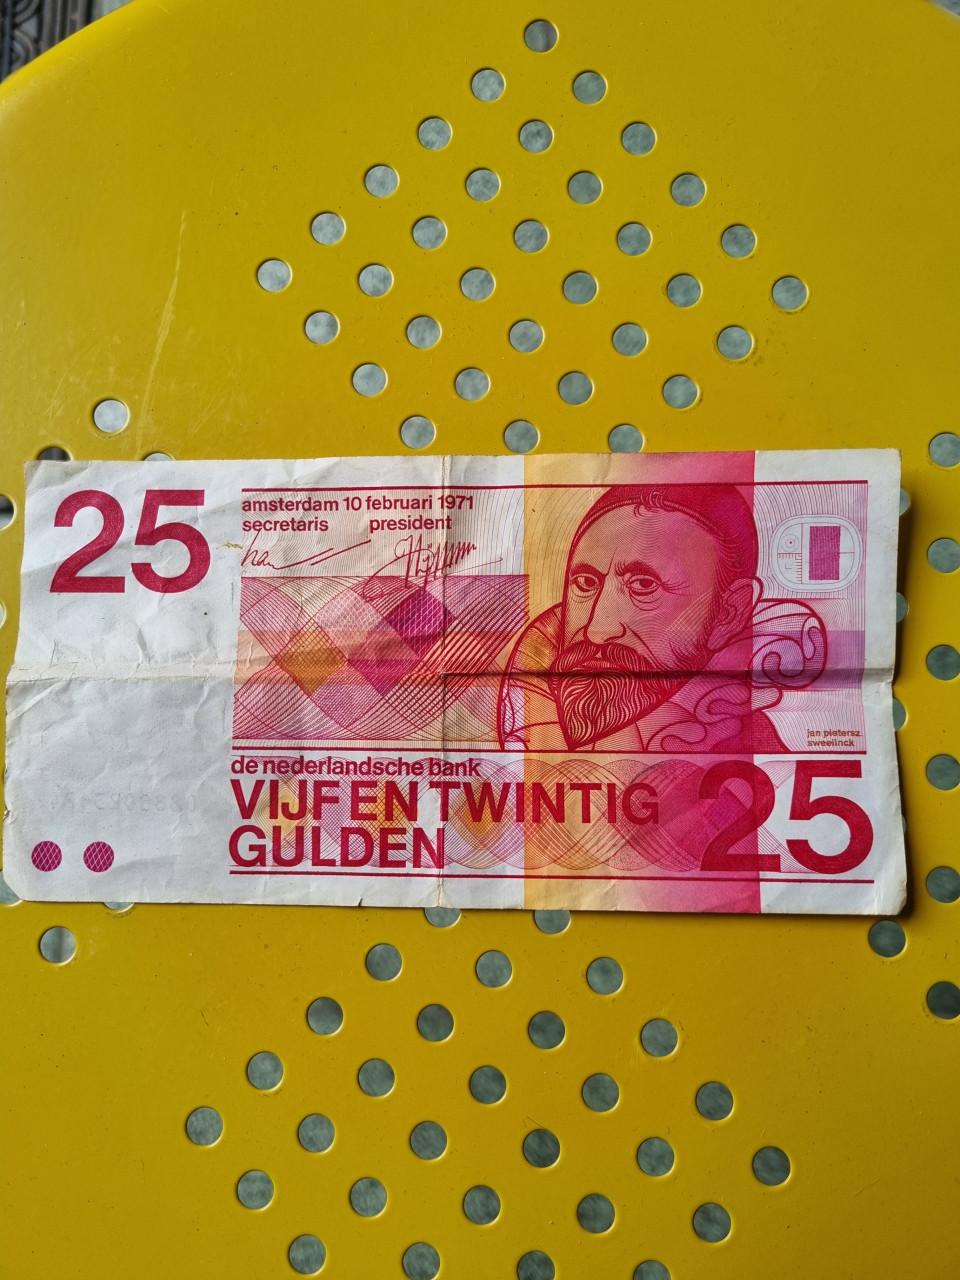 25
amsterdam 10 februari 1971
secretaris president
jan pietersz.
sweelinck
de nederlandsche bank
VIJF EN TWINTIG
GULDEN
25